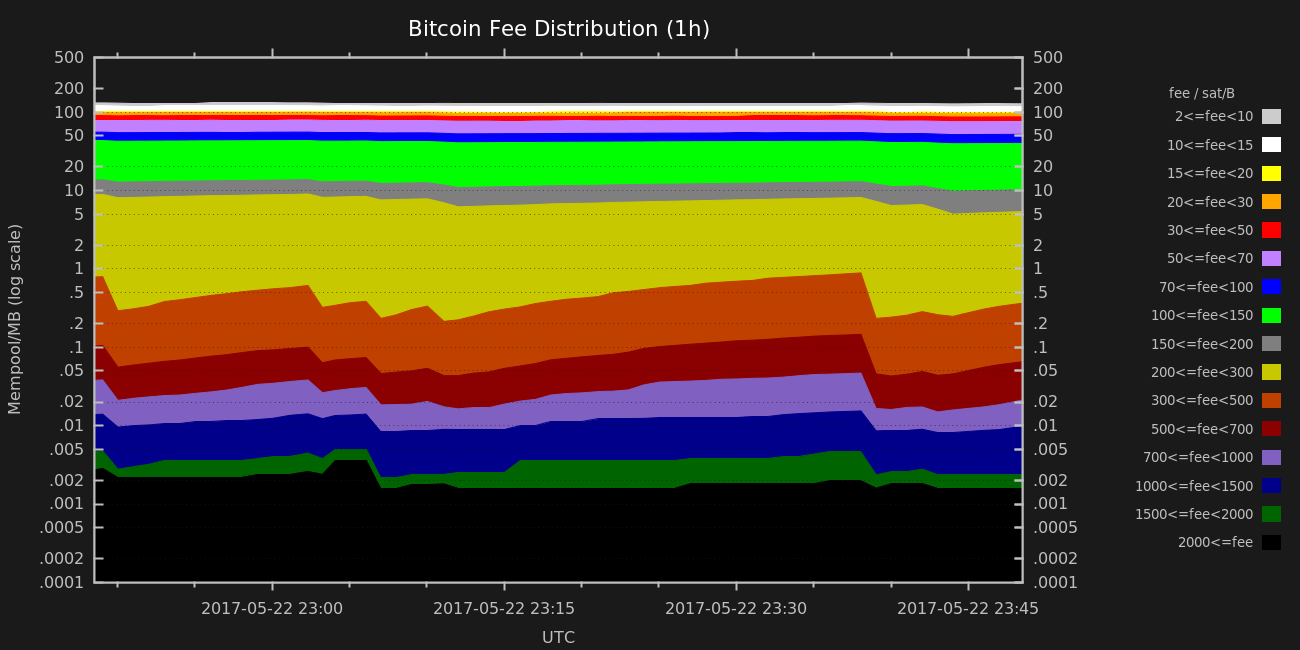 Bitcoin Fee Distribution (1h)
Mempool/MB (log scale)
500
200
100
50
20
10
5
2
1
.5
.2
.1
.05
.02
.01
.005
.002
.001
.0005
.0002
.0001
500
200
100
50
20
10
5
2
1
.5
.2
.1
.05
.02
.01
.005
.002
.001
.0005
.0002
.0001
2017-05-22 23:00 2017-05-22 23:15 2017-05-22 23:30 2017-05-22 23:45
UTC
fee / sat/B
2<=fee<10
10<=fee<15
15<=fee<20
20<=fee<30
30<=fee<50
50<=fee<70
70<=fee<100
100<=fee<150
150<=fee<200
200<=fee<300
300<=fee<500
500<=fee<700
700<=fee<1000
1000<=fee<1500
1500<=fee<2000
2000<=fee